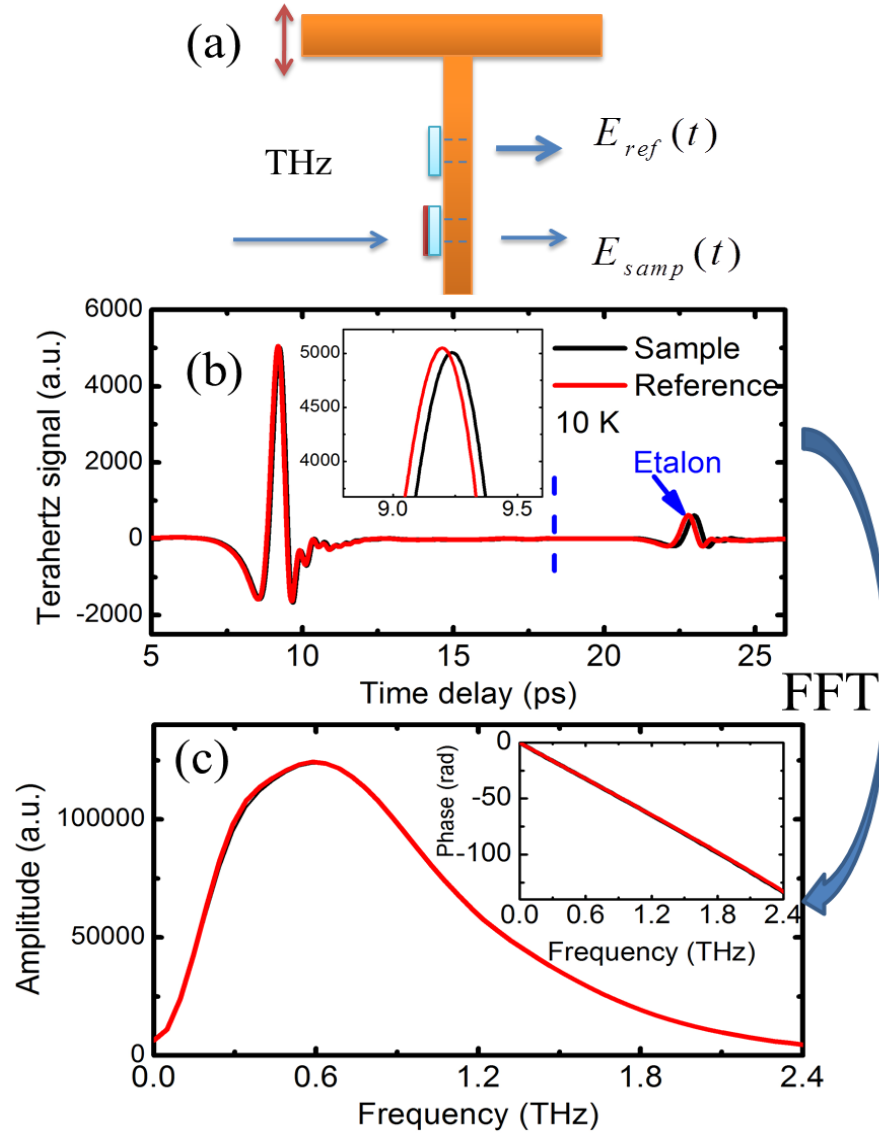 (a)
THz
E_ref(t)
E_samp(t)
(b)
Terahertz signal (a.u.)
6000
4000
2000
0
-2000
5
10
15
20
25
Time delay (ps)
5000
4500
4000
9.0
9.5
Sample
Reference
10 K
Etalon
FFT
(c)
Amplitude (a.u.)
100000
50000
0
0.0
0.6
1.2
1.8
2.4
Frequency (THz)
Phase (rad)
0
-50
-100
0.0
0.6
1.2
1.8
2.4
Frequency (THz)